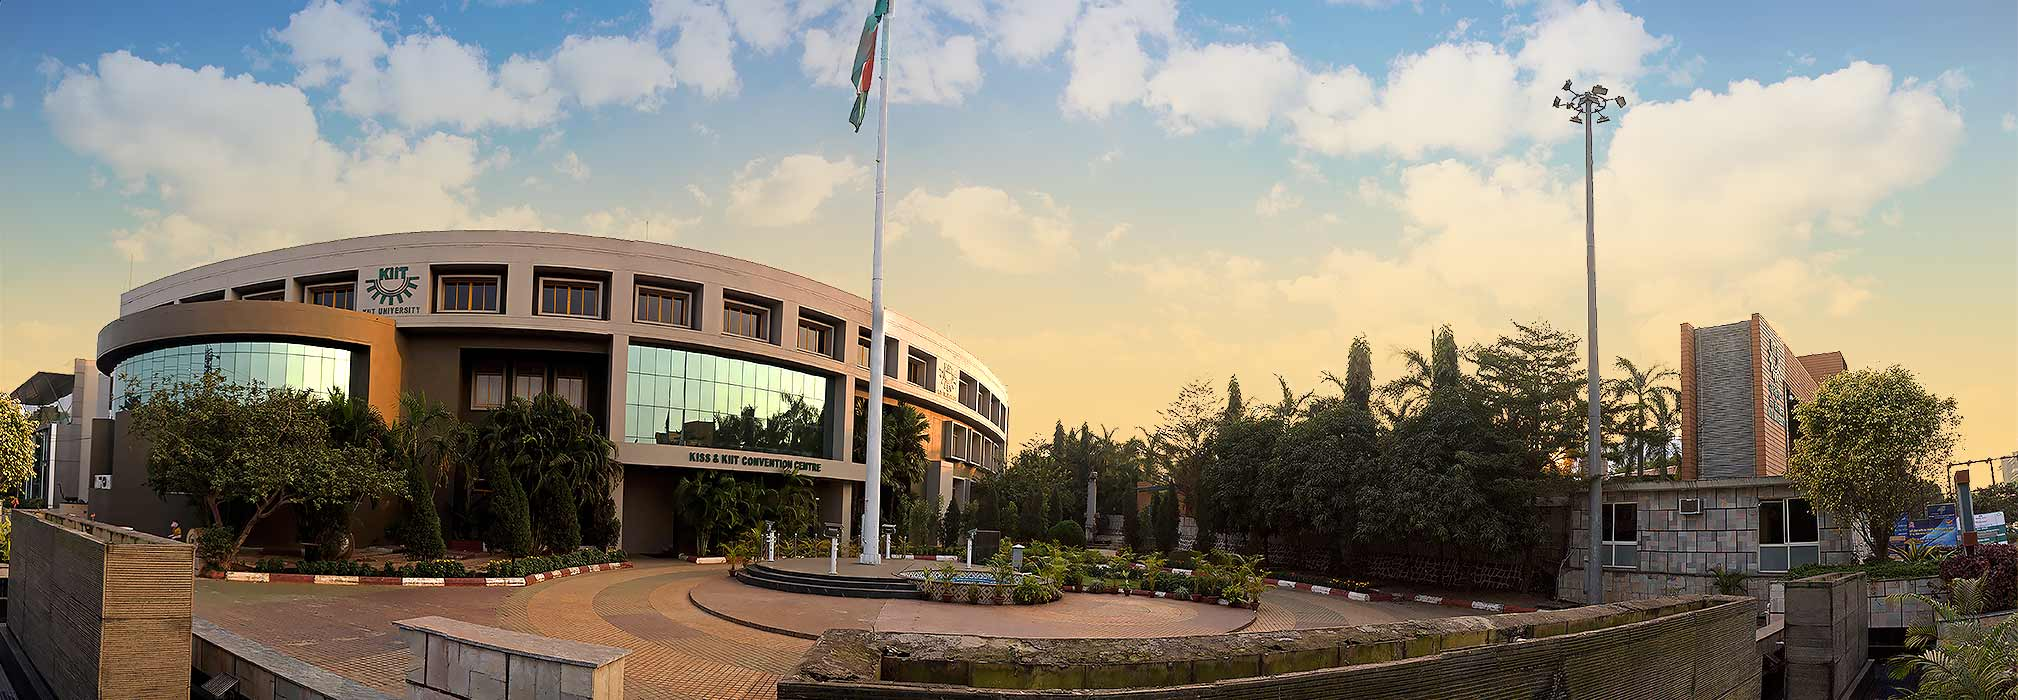 KIIT
KIIT UNIVERSITY
KISS & KIIT CONVENTION CENTRE